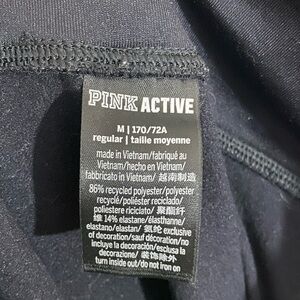 PINK ACTIVE
M | 170/72A
regular | taille moyenne
made in Vietnam/fabriqué au
Vietnam/hecho en Vietnam/
fabbricato in Vietnam/ 越南制造
86% recycled polyester/polyester
recyclé/poliéster reciclado/
poliestere riciclato/ 聚酯纤
维 14% elastane/élasthanne/
elastano/elastan/ 氨纶 exclusive
of decoration/sauf décoration/no
incluye la decoración/esclusa la
decorazione/ 装饰除外
turn inside out/do not iron on